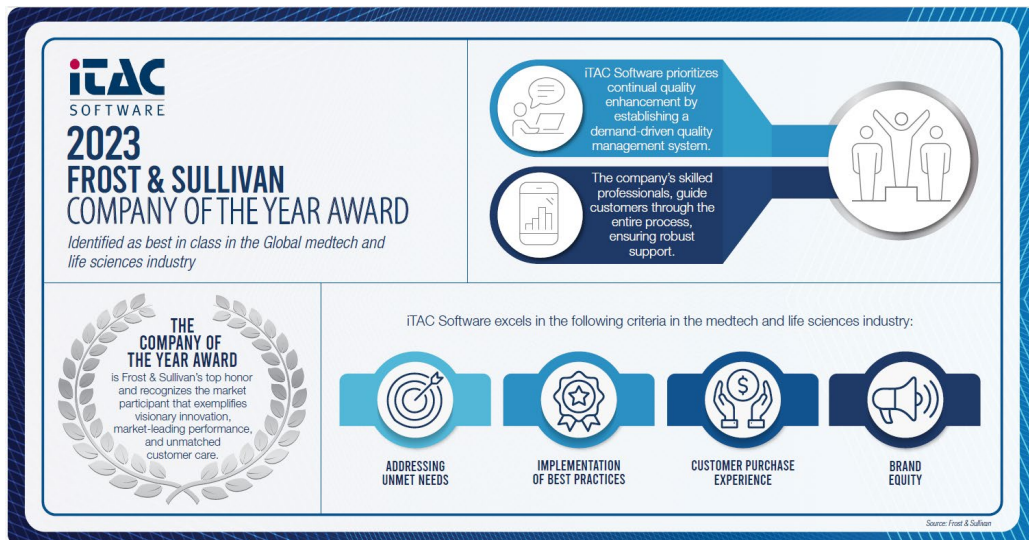 iTAC
SOFTWARE
2023
FROST & SULLIVAN
COMPANY OF THE YEAR AWARD
Identified as best in class in the Global medtech and
life sciences industry
iTAC Software prioritizes
continual quality
enhancement by
establishing a
demand-driven quality
management system.
The company's skilled
professionals, guide
customers through the
entire process,
ensuring robust
support.
THE
COMPANY OF
THE YEAR AWARD
is Frost & Sullivan's top honor
and recognizes the market
participant that exemplifies
visionary innovation,
market-leading performance,
and unmatched
customer care.
iTAC Software excels in the following criteria in the medtech and life sciences industry:
ADDRESSING
UNMET NEEDS
IMPLEMENTATION
OF BEST PRACTICES
$
CUSTOMER PURCHASE
EXPERIENCE
BRAND
EQUITY
Source: Frost & Sullivan